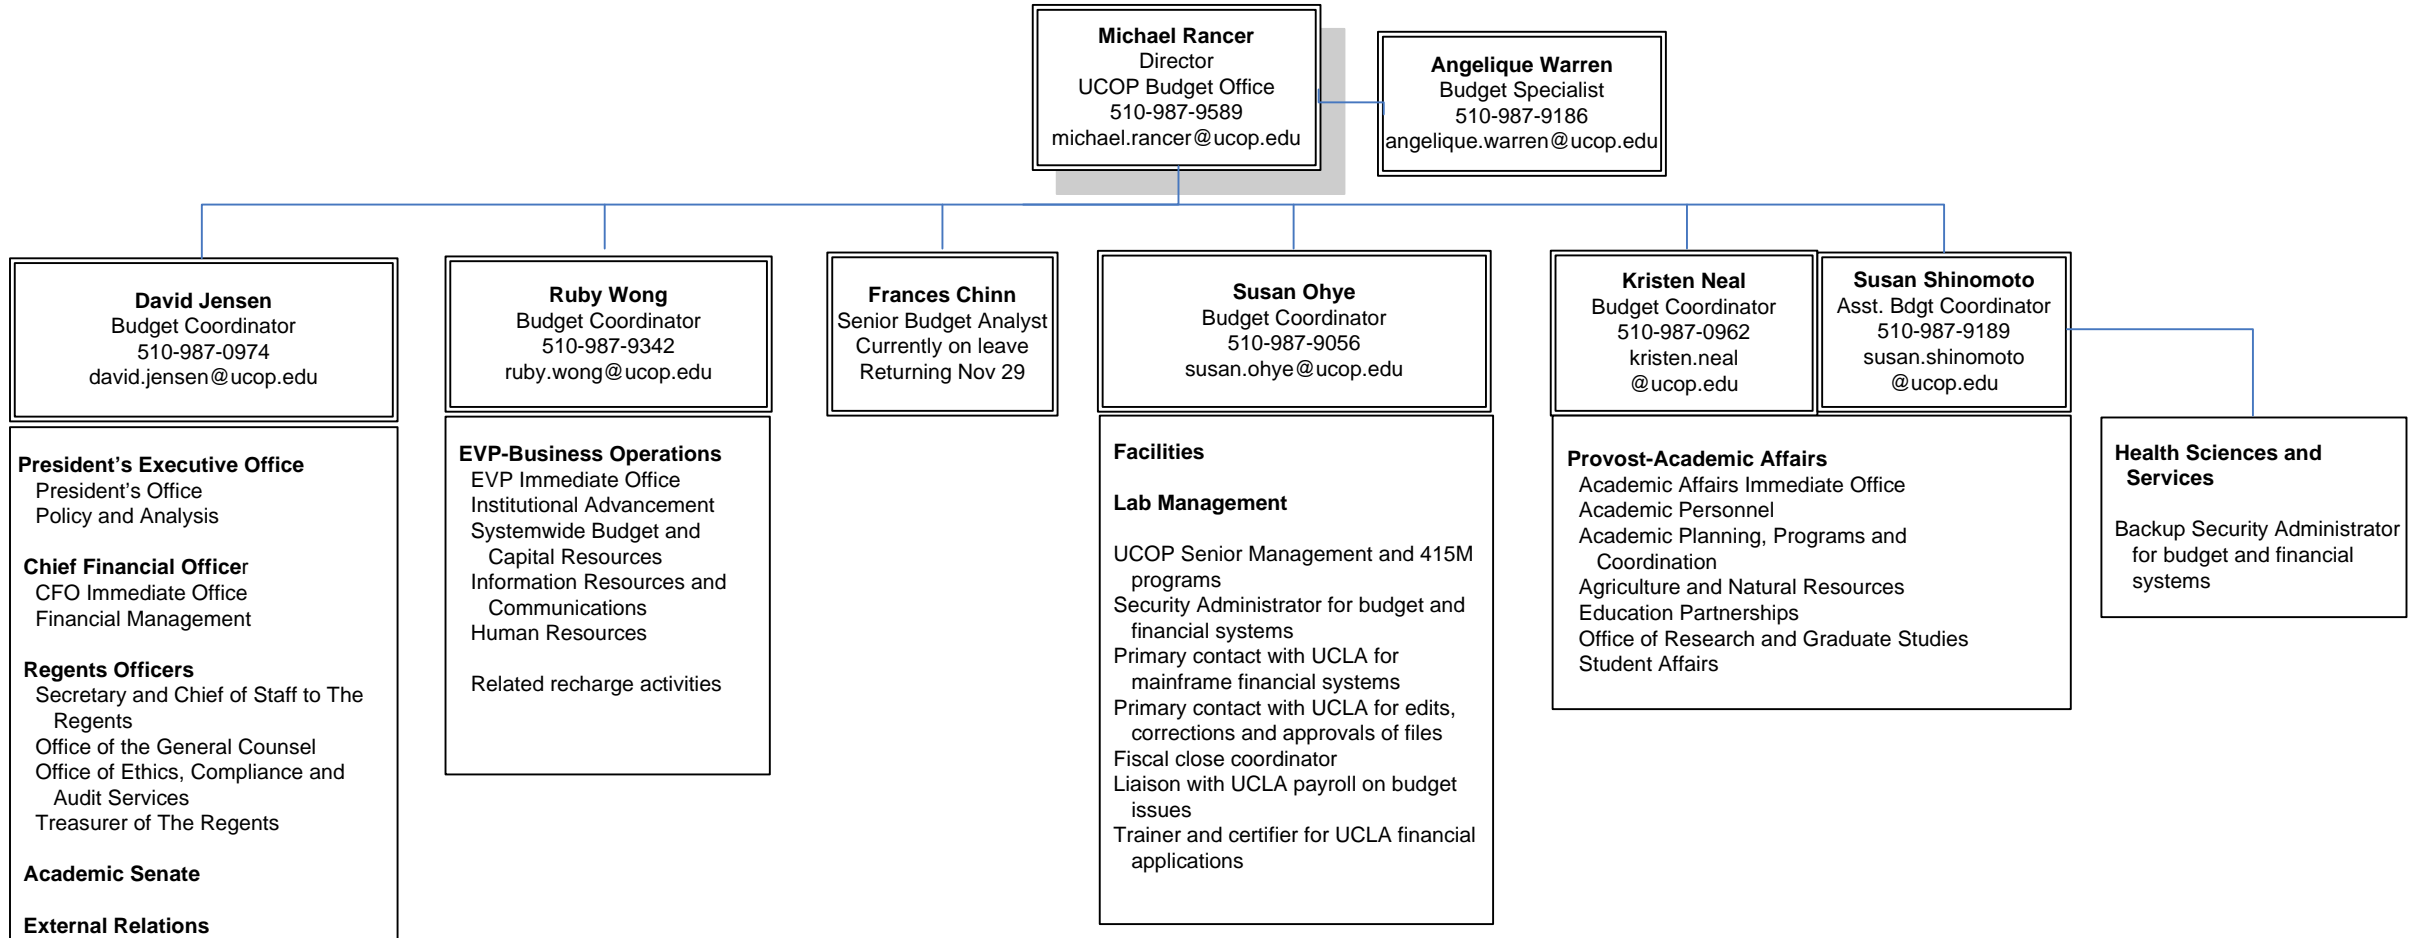 Michael Rancer
Director
UCOP Budget Office
510-987-9589
michael.rancer@ucop.edu
Angelique Warren
Budget Specialist
510-987-9186
angelique.warren@ucop.edu
David Jensen
Budget Coordinator
510-987-0974
david.jensen@ucop.edu
Ruby Wong
Budget Coordinator
510-987-9342
ruby.wong@ucop.edu
Frances Chinn
Senior Budget Analyst
Currently on leave
Returning Nov 29
Susan Ohye
Budget Coordinator
510-987-9056
susan.ohye@ucop.edu
Kristen Neal
Budget Coordinator
510-987-0962
kristen.neal
@ucop.edu
Susan Shinomoto
Asst. Bdgt Coordinator
510-987-9189
susan.shinomoto
@ucop.edu
President’s Executive Office
President’s Office
Policy and Analysis
Chief Financial Officer
CFO Immediate Office
Financial Management
Regents Officers
Secretary and Chief of Staff to The
Regents
Office of the General Counsel
Office of Ethics, Compliance and
Audit Services
Treasurer of The Regents
Academic Senate
External Relations
EVP-Business Operations
EVP Immediate Office
Institutional Advancement
Systemwide Budget and
Capital Resources
Information Resources and
Communications
Human Resources
Related recharge activities
Facilities
Lab Management
UCOP Senior Management and 415M
programs
Security Administrator for budget and
financial systems
Primary contact with UCLA for
mainframe financial systems
Primary contact with UCLA for edits,
corrections and approvals of files
Fiscal close coordinator
Liaison with UCLA payroll on budget
issues
Trainer and certifier for UCLA financial
applications
Provost-Academic Affairs
Academic Affairs Immediate Office
Academic Personnel
Academic Planning, Programs and
Coordination
Agriculture and Natural Resources
Education Partnerships
Office of Research and Graduate Studies
Student Affairs
Health Sciences and
Services
Backup Security Administrator
for budget and financial
systems